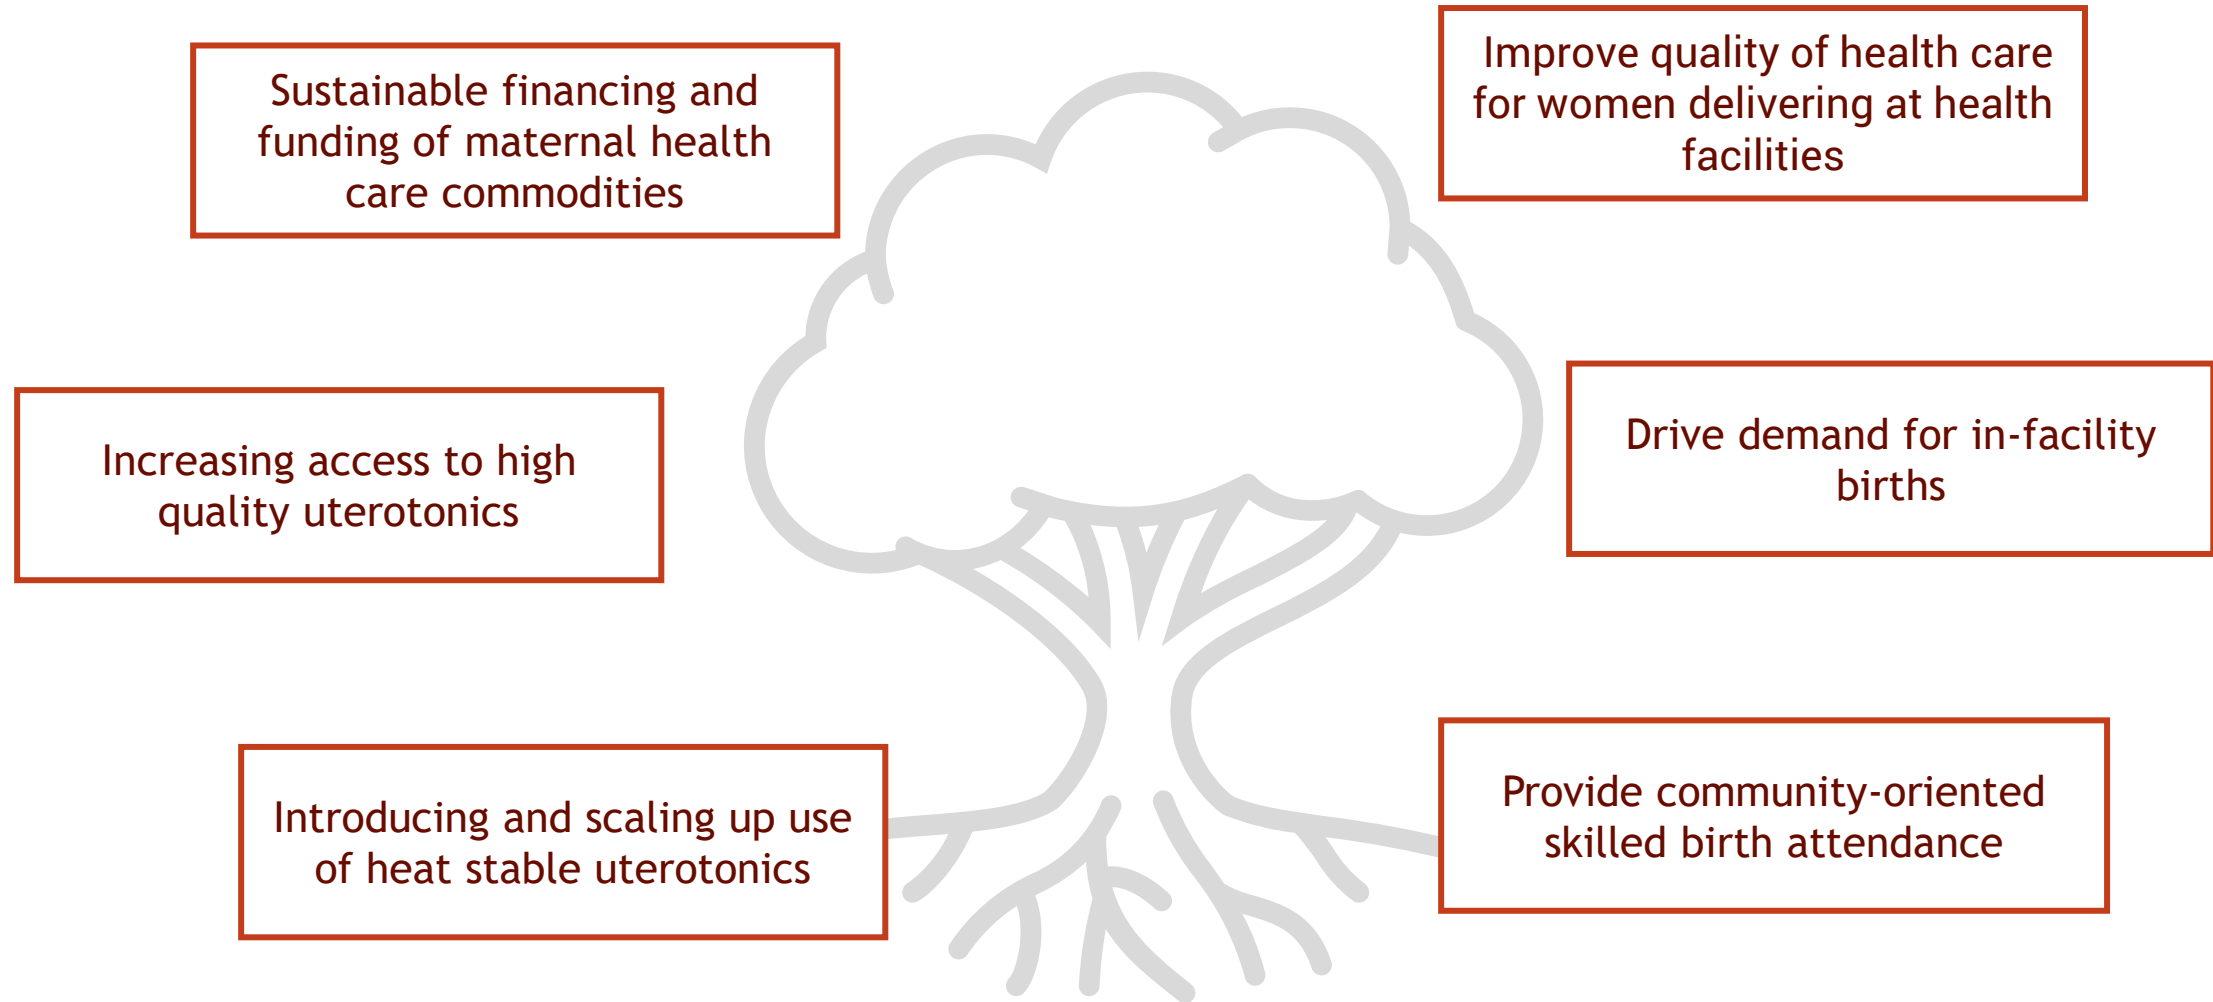 Sustainable financing and
funding of maternal health
care commodities
Improve quality of health care
for women delivering at health
facilities
Increasing access to high
quality uterotonics
Drive demand for in-facility
births
Introducing and scaling up use
of heat stable uterotonics
Provide community-oriented
skilled birth attendance